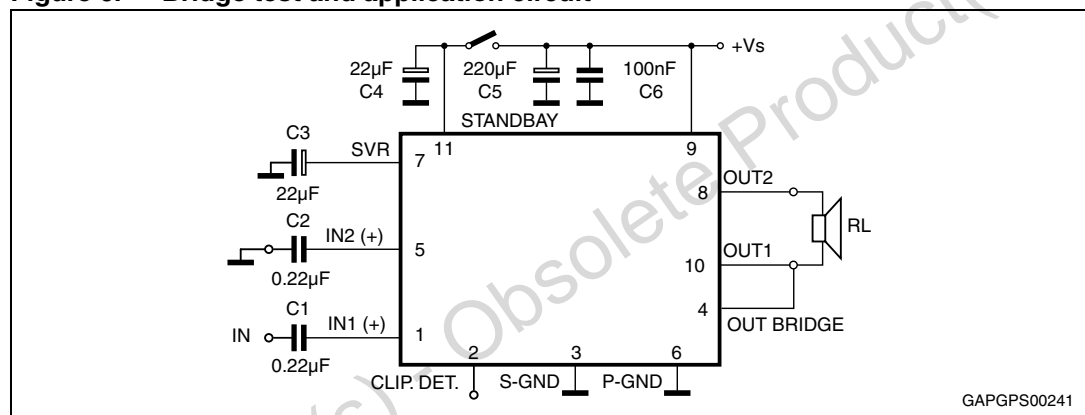 Bridge test and application circuit
+Vs
22µF
C4
220µF
C5
100nF
C6
STANDBAY
C3
SVR
7
11
9
22µF
OUT2
8
C2
IN2 (+)
5
RL
0.22µF
OUT1
10
C1
4
OUT BRIDGE
IN
IN1 (+)
1
0.22µF
2
3
6
CLIP. DET.
S-GND
P-GND
GAPGPS00241
(s) - Obsolete Product(